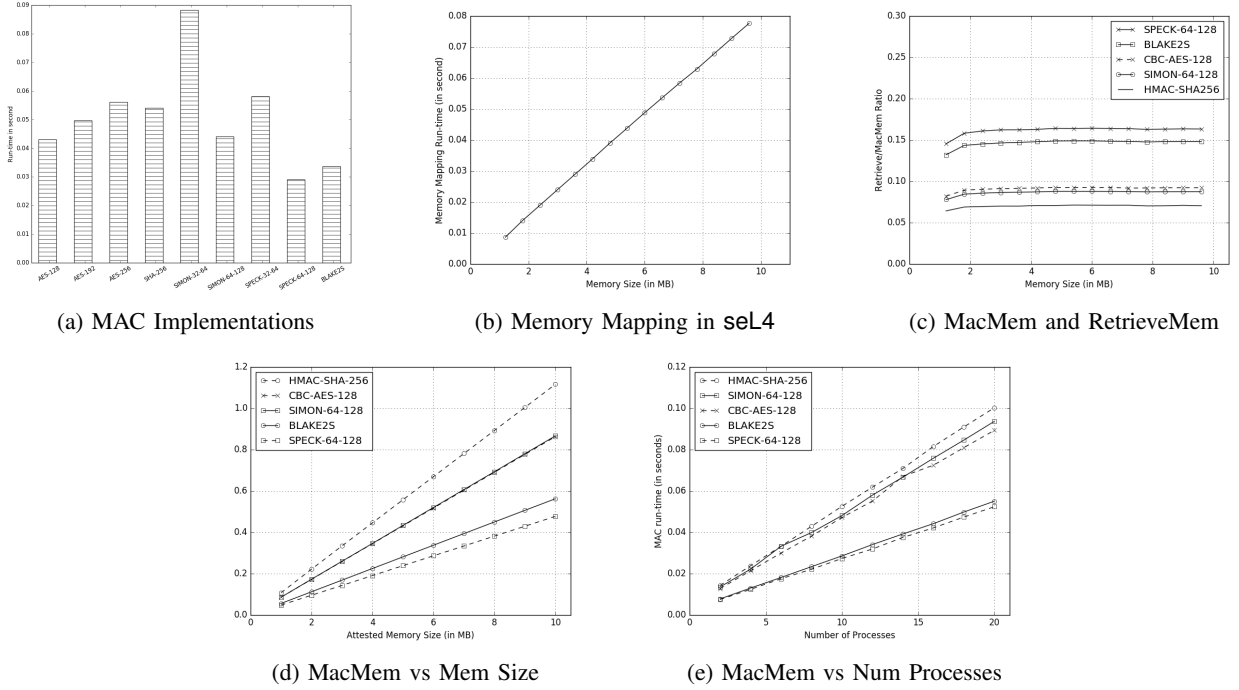 0.09
0.08
0.07
0.06
0.05
0.04
0.03
0.02
0.01
0.00
Run-time in second
AES-128
AES-192
AES-256
SHA-256
SIMON-32-64
SIMON-64-128
SPECK-32-64
SPECK-64-128
BLAKE2S
(a) MAC Implementations
0.08
0.07
0.06
0.05
0.04
0.03
0.02
0.01
0.00
Memory Mapping Run-time (in second)
0 2 4 6 8 10
Memory Size (in MB)
(b) Memory Mapping in seL4
0.30
0.25
0.20
0.15
0.10
0.05
0.00
Retrieve/MacMem Ratio
SPECK-64-128
BLAKE2S
CBC-AES-128
SIMON-64-128
HMAC-SHA256
0 2 4 6 8 10
Memory Size (in MB)
(c) MacMem and RetrieveMem
1.2
1.0
0.8
0.6
0.4
0.2
0.0
HMAC-SHA-256
CBC-AES-128
SIMON-64-128
BLAKE2S
SPECK-64-128
0 2 4 6 8 10
Attested Memory Size (in MB)
(d) MacMem vs Mem Size
0.12
0.10
0.08
0.06
0.04
0.02
0.00
MAC run-time (in seconds)
HMAC-SHA-256
SIMON-64-128
CBC-AES-128
BLAKE2S
SPECK-64-128
0 5 10 15 20
Number of Processes
(e) MacMem vs Num Processes